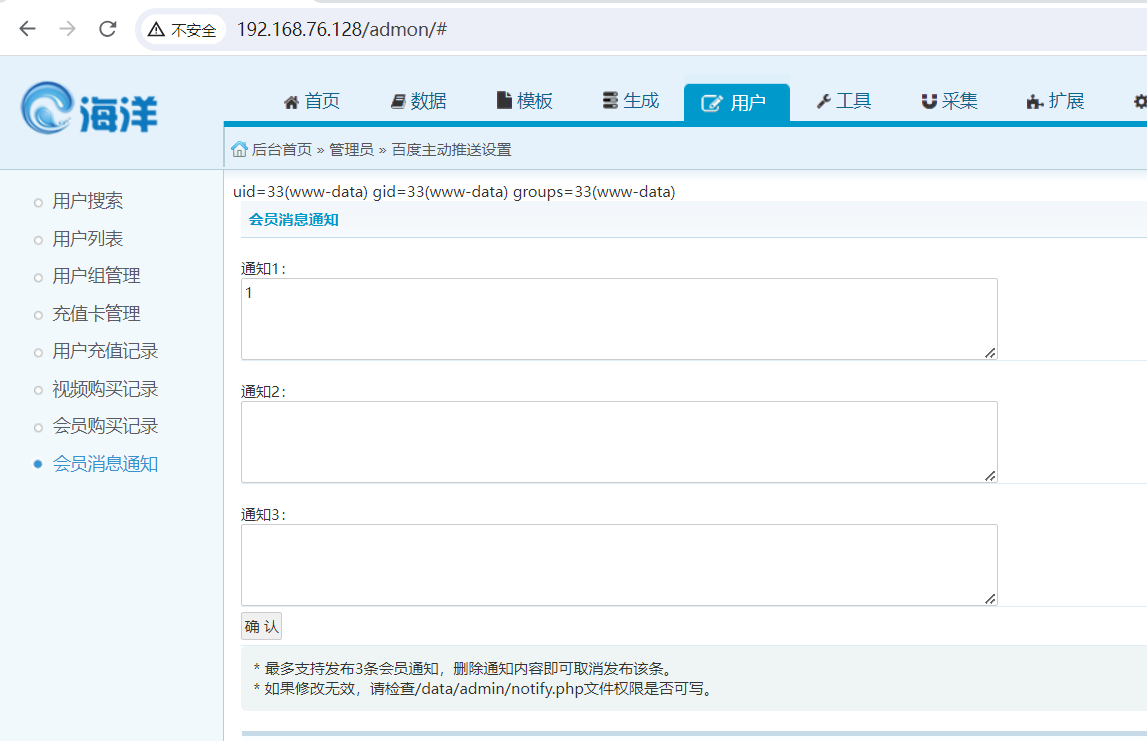 不安全 192.168.76.128/admon/#
海洋
首页 数据 模板 生成 用户 工具 采集 扩展
后台首页 » 管理员 » 百度主动推送设置
用户搜索
用户列表
用户组管理
充值卡管理
用户充值记录
视频购买记录
会员购买记录
会员消息通知
uid=33(www-data) gid=33(www-data) groups=33(www-data)
会员消息通知
通知1：
1
通知2：
通知3：
确 认
* 最多支持发布3条会员通知，删除通知内容即可取消发布该条。
* 如果修改无效，请检查/data/admin/notify.php文件权限是否可写。